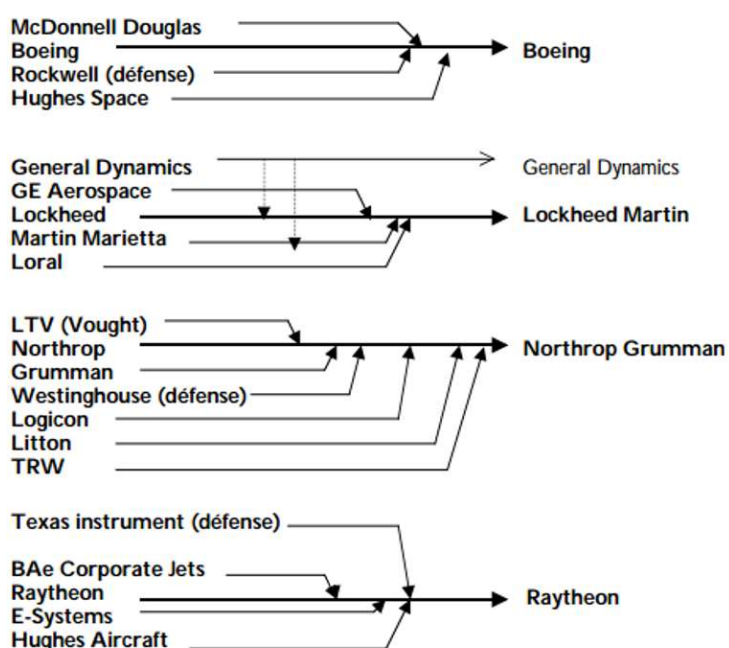 McDonnell Douglas
Boeing
Boeing
Rockwell (défense)
Hughes Space
General Dynamics
General Dynamics
GE Aerospace
Lockheed
Lockheed Martin
Martin Marietta
Loral
LTV (Vought)
Northrop
Northrop Grumman
Grumman
Westinghouse (défense)
Logicon
Litton
TRW
Texas instrument (défense)
BAe Corporate Jets
Raytheon
Raytheon
E-Systems
Hughes Aircraft